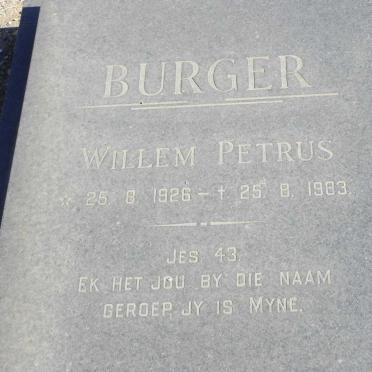 BURGER
WILLEM PETRUS
☆ 25. 8. 1926 – † 25. 8. 1983.
JES 43.
EK HET JOU BY DIE NAAM
GEROEP, JY IS MYNE.